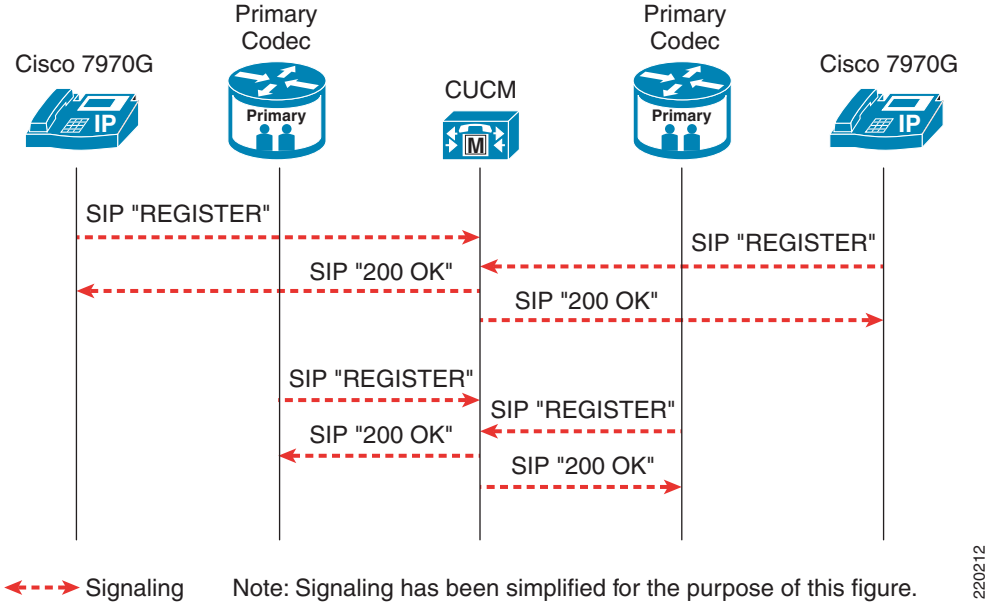 Primary
Codec
Primary
Codec
Cisco 7970G
Cisco 7970G
CUCM
IP
Primary
M
Primary
IP
SIP "REGISTER"
SIP "REGISTER"
SIP "200 OK"
SIP "200 OK"
SIP "REGISTER"
SIP "REGISTER"
SIP "200 OK"
SIP "200 OK"
Signaling
Note: Signaling has been simplified for the purpose of this figure.
220212